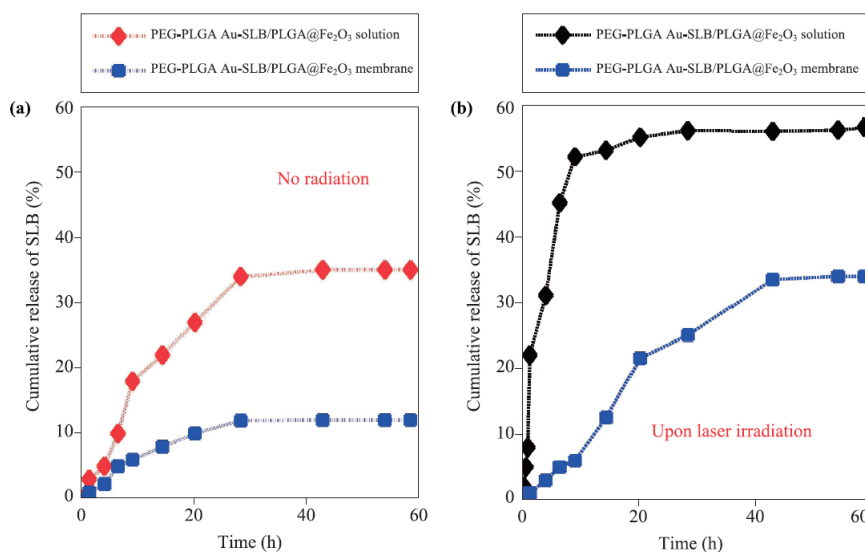 PEG-PLGA Au-SLB/PLGA@Fe₂O₃ solution
PEG-PLGA Au-SLB/PLGA@Fe₂O₃ membrane
(a)
60
50
40
30
20
10
0
Cumulative release of SLB (%)
No radiation
0
20
40
60
Time (h)
PEG-PLGA Au-SLB/PLGA@Fe₂O₃ solution
PEG-PLGA Au-SLB/PLGA@Fe₂O₃ membrane
(b)
60
50
40
30
20
10
0
Cumulative release of SLB (%)
Upon laser irradiation
0
20
40
60
Time (h)